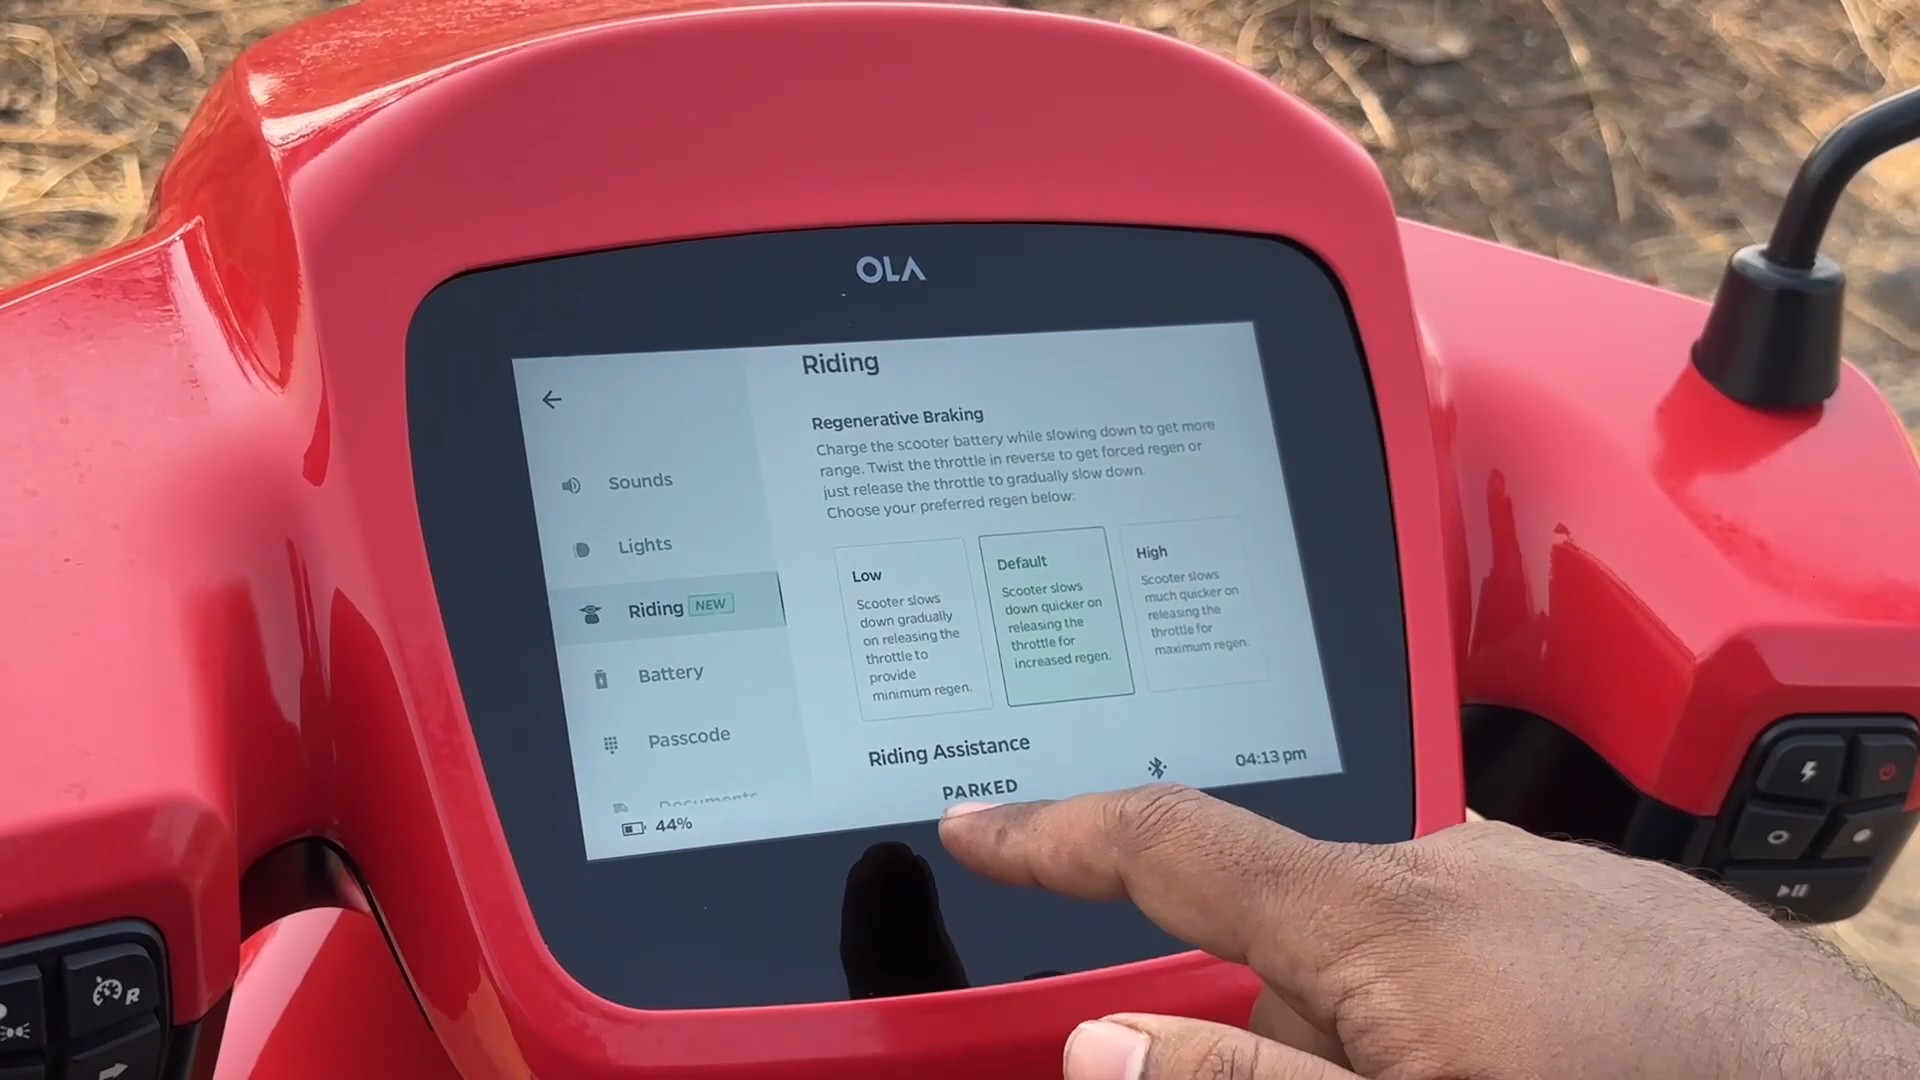 OLA
Riding
Regenerative Braking
Charge the scooter battery while slowing down to get more
range. Twist the throttle in reverse to get forced regen or
just release the throttle to gradually slow down.
Choose your preferred regen below:
Sounds
Lights
Riding NEW
Battery
Passcode
Documents
Low
Scooter slows
down gradually
on releasing the
throttle to
provide
minimum regen.
Default
Scooter slows
down quicker on
releasing the
throttle for
increased regen.
High
Scooter slows
much quicker on
releasing the
throttle for
maximum regen.
Riding Assistance
44%
PARKED
04:13 pm
R